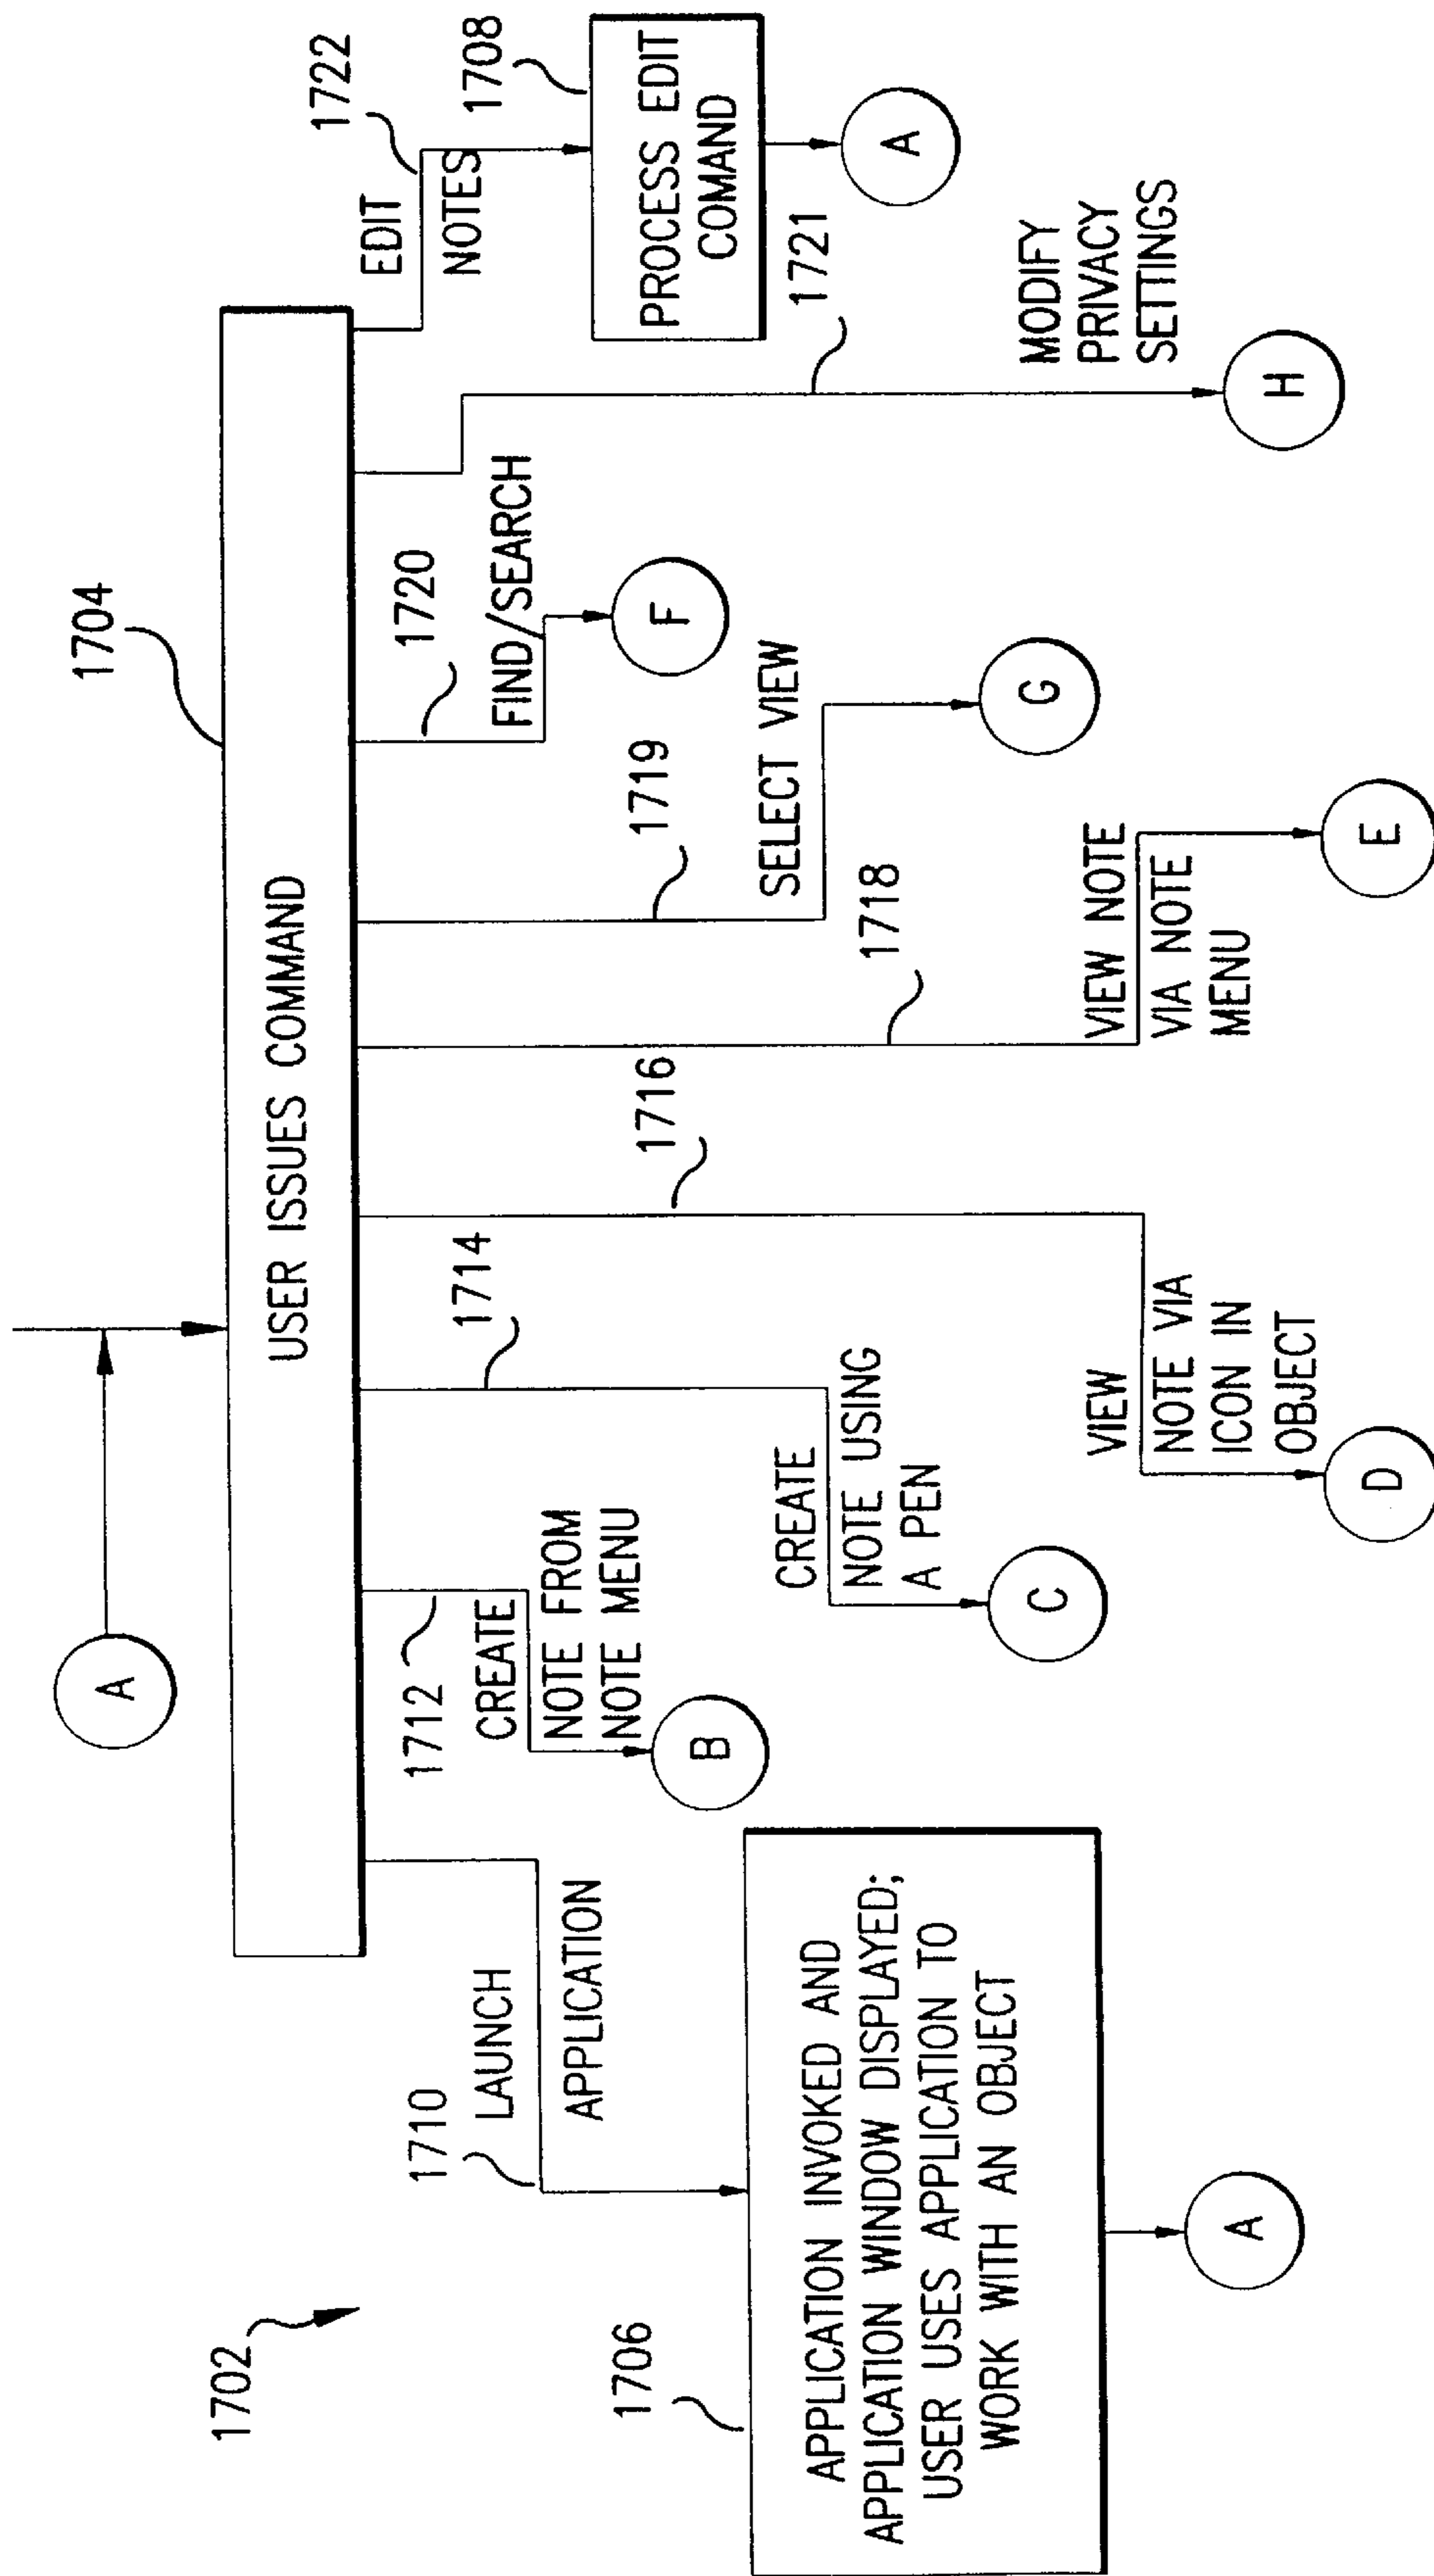 1702
A
1704
USER ISSUES COMMAND
1710
LAUNCH
APPLICATION
1706
APPLICATION INVOKED AND
APPLICATION WINDOW DISPLAYED;
USER USES APPLICATION TO
WORK WITH AN OBJECT
A
1712
CREATE
NOTE FROM
NOTE MENU
B
1714
CREATE
NOTE USING
A PEN
C
1716
VIEW
NOTE VIA
ICON IN
OBJECT
D
1718
VIEW NOTE
VIA NOTE
MENU
E
1719
SELECT VIEW
G
1720
FIND/SEARCH
F
1721
MODIFY
PRIVACY
SETTINGS
H
1722
EDIT
NOTES
1708
PROCESS EDIT
COMAND
A